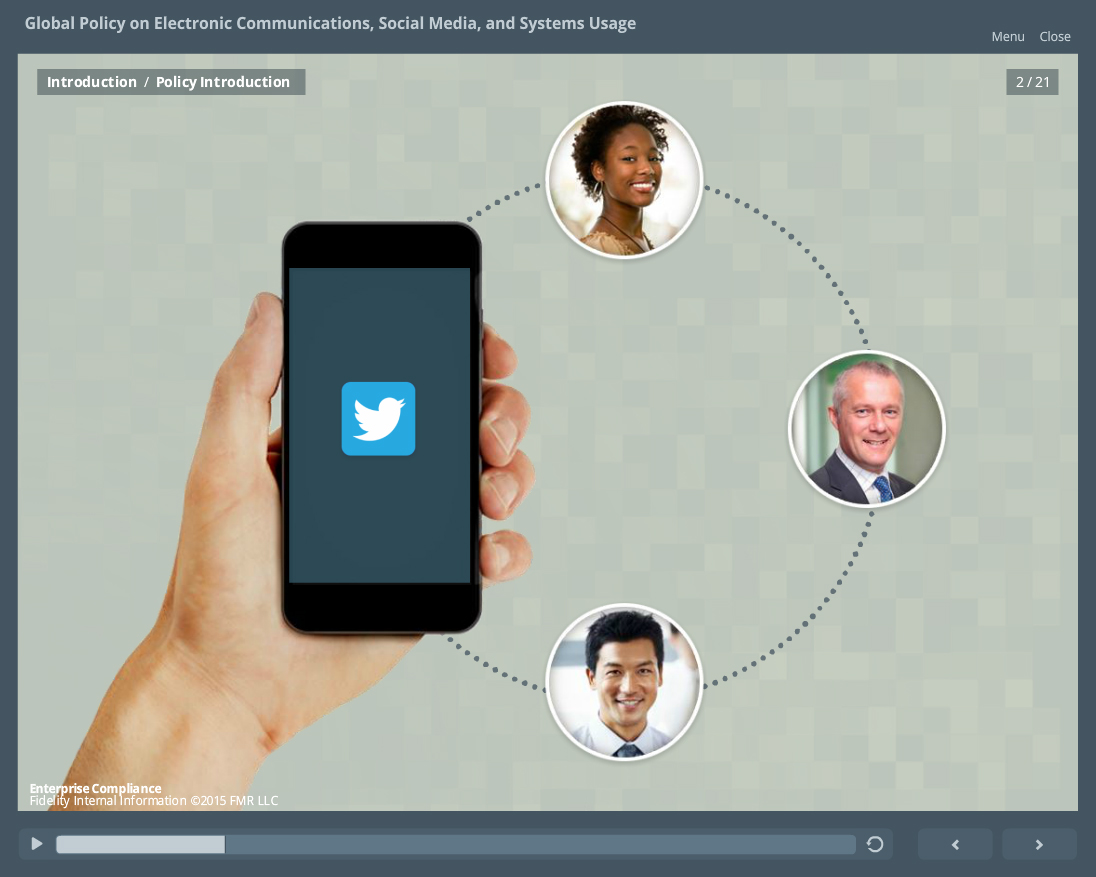 Global Policy on Electronic Communications, Social Media, and Systems Usage
Menu Close
Introduction / Policy Introduction
2 / 21
Enterprise Compliance
Fidelity Internal Information ©2015 FMR LLC